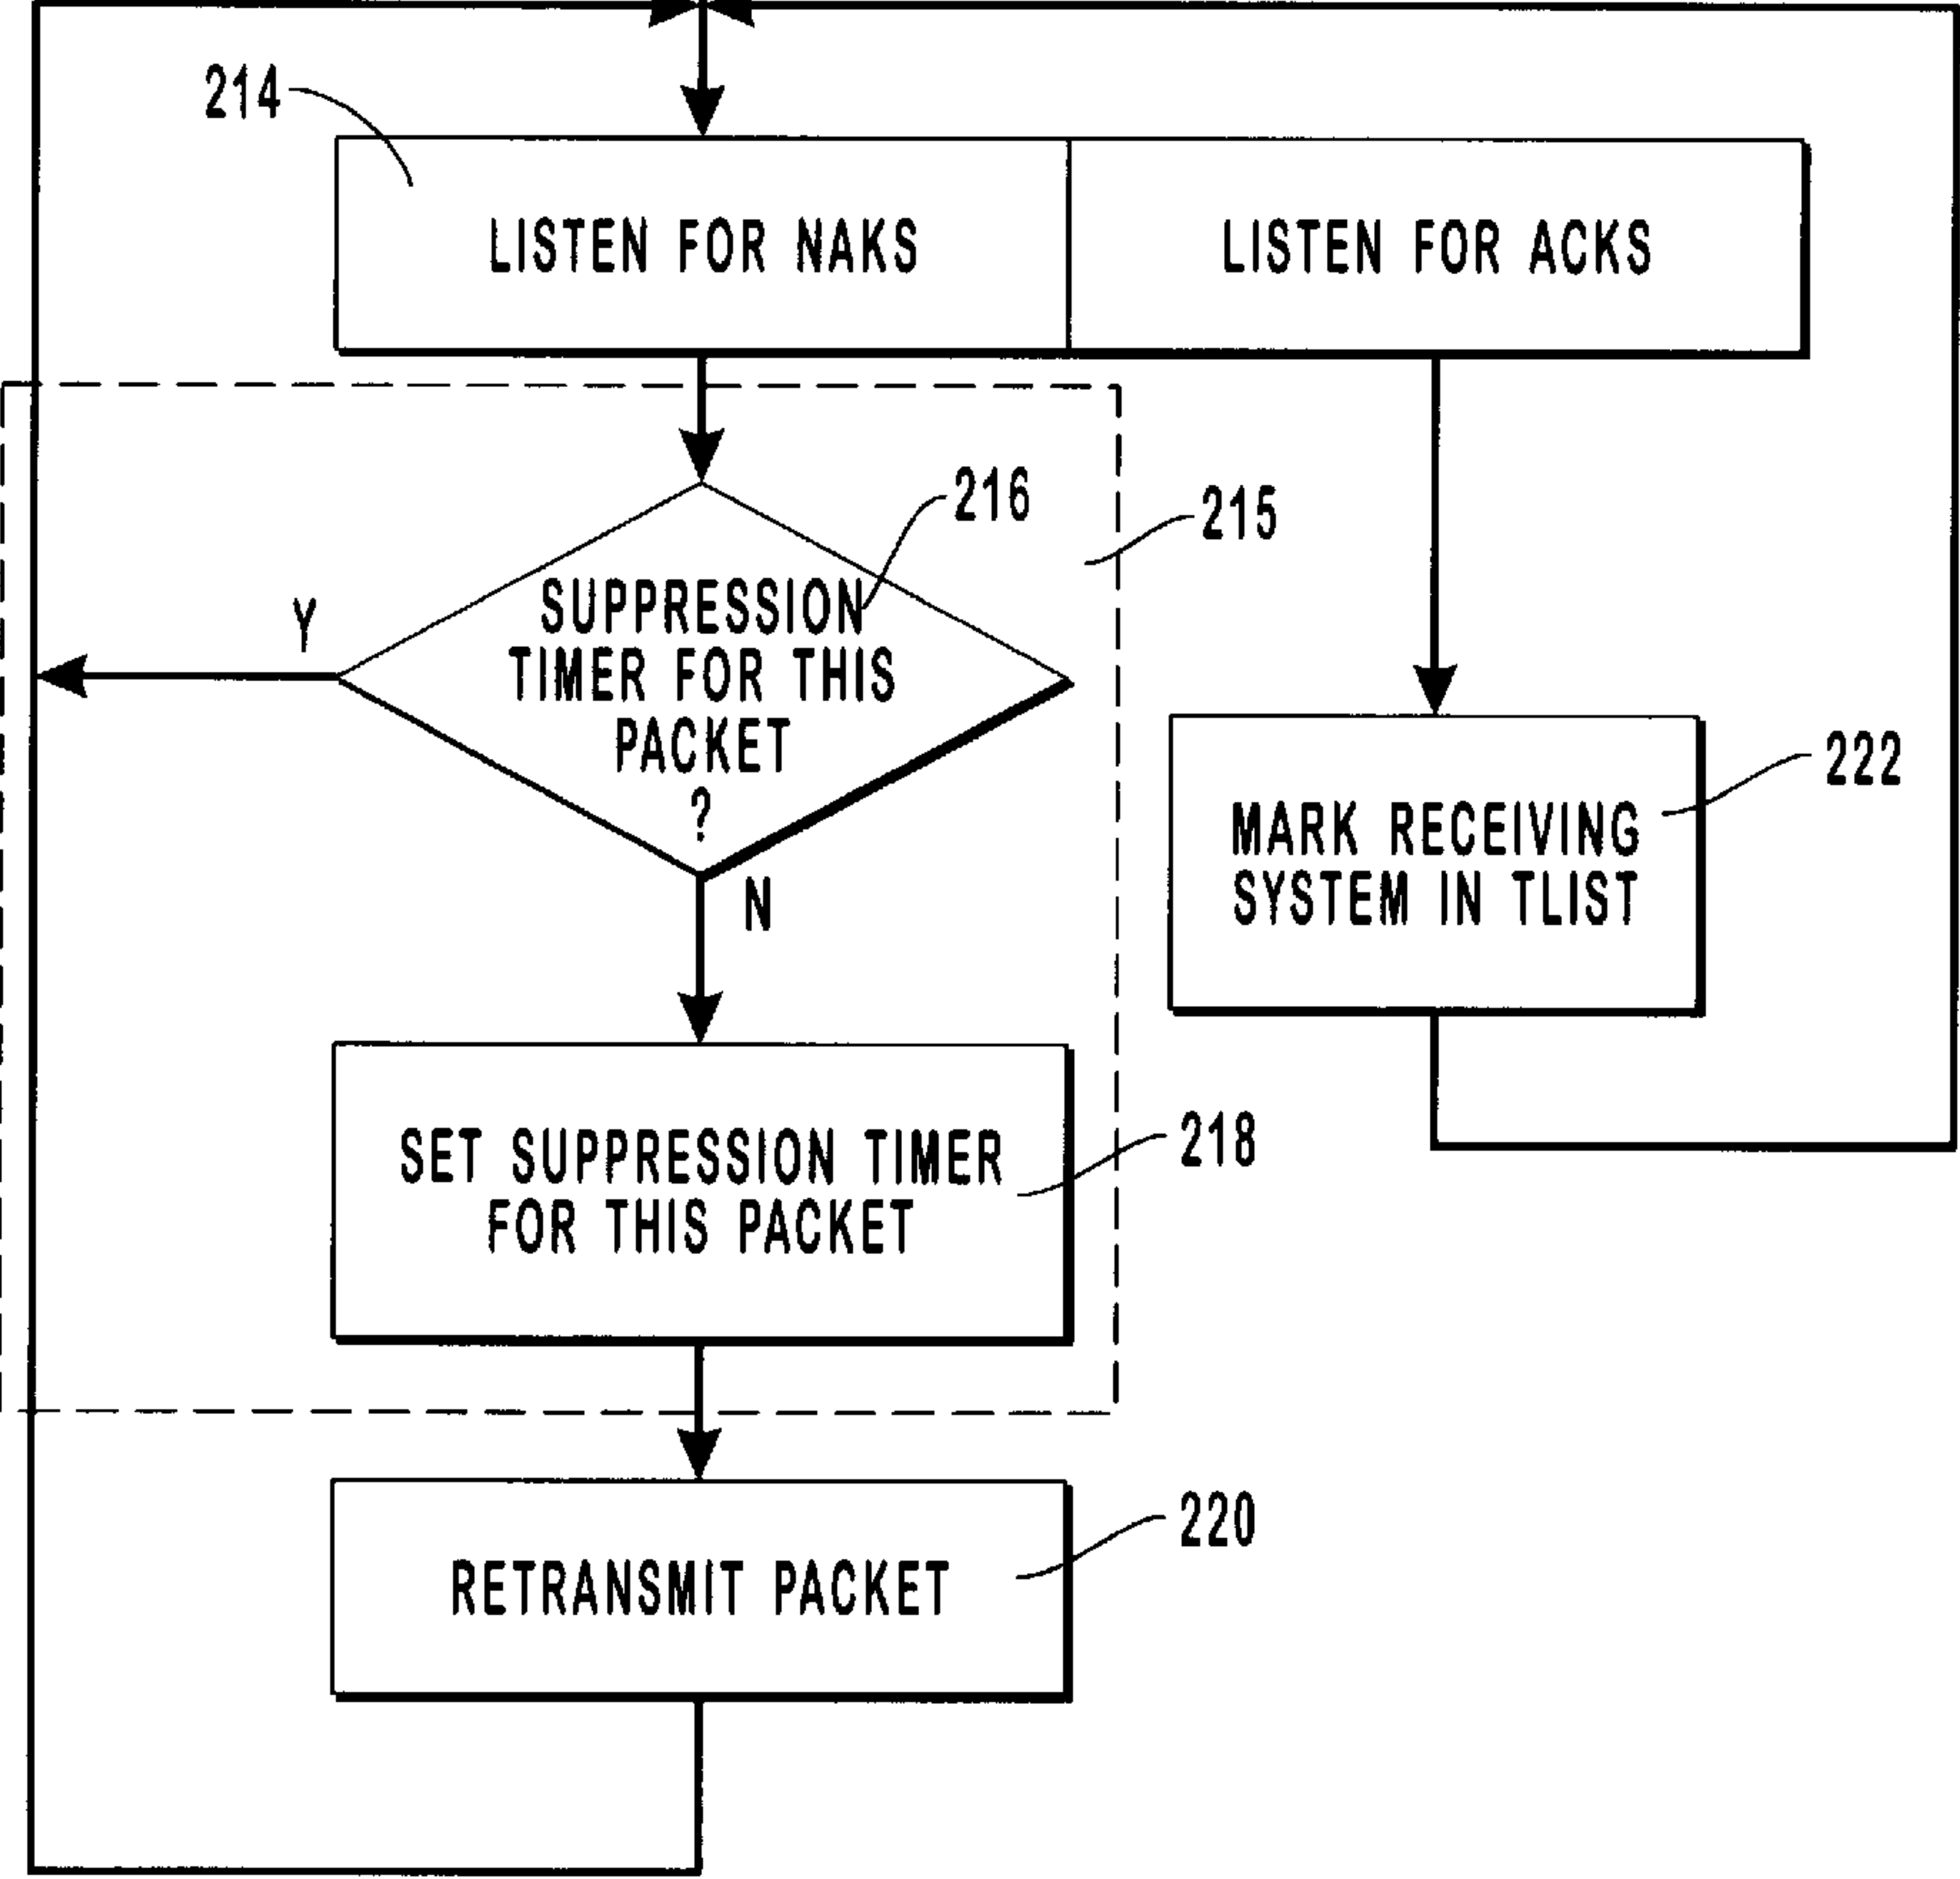 214
LISTEN FOR NAKS
LISTEN FOR ACKS
216
215
SUPPRESSION
TIMER FOR THIS
PACKET
?
Y
N
222
MARK RECEIVING
SYSTEM IN TLIST
218
SET SUPPRESSION TIMER
FOR THIS PACKET
220
RETRANSMIT PACKET